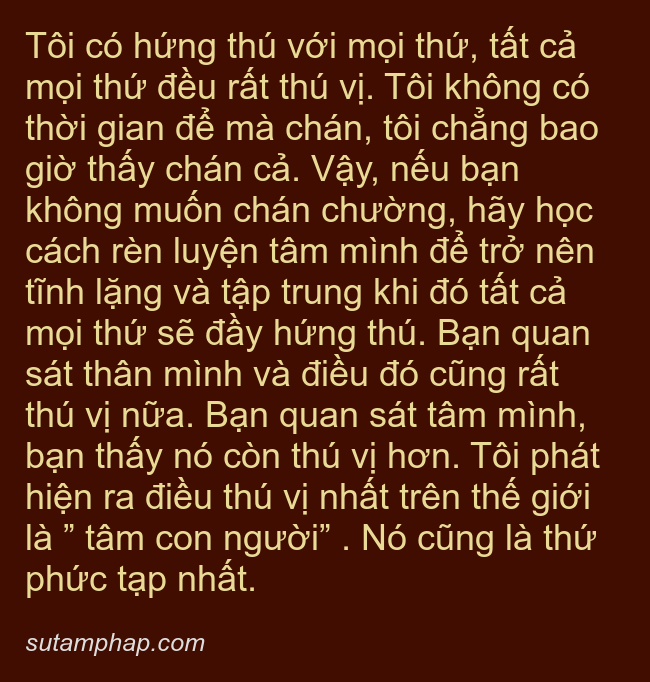 Tôi có hứng thú với mọi thứ, tất cả
mọi thứ đều rất thú vị. Tôi không có
thời gian để mà chán, tôi chẳng bao
giờ thấy chán cả. Vậy, nếu bạn
không muốn chán chường, hãy học
cách rèn luyện tâm mình để trở nên
tĩnh lặng và tập trung khi đó tất cả
mọi thứ sẽ đầy hứng thú. Bạn quan
sát thân mình và điều đó cũng rất
thú vị nữa. Bạn quan sát tâm mình,
bạn thấy nó còn thú vị hơn. Tôi phát
hiện ra điều thú vị nhất trên thế giới
là ” tâm con người” . Nó cũng là thứ
phức tạp nhất.
sutamphap.com